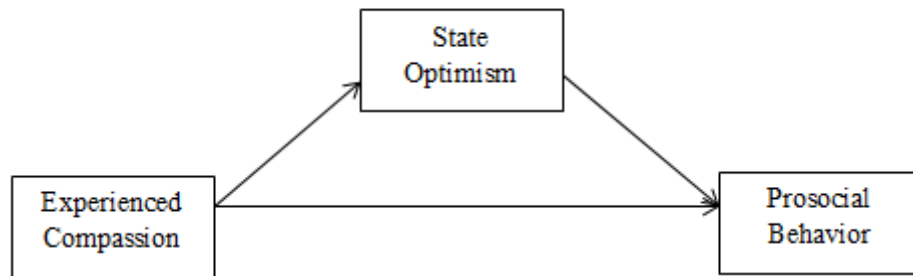 State
Optimism
Experienced
Compassion
Prosocial
Behavior